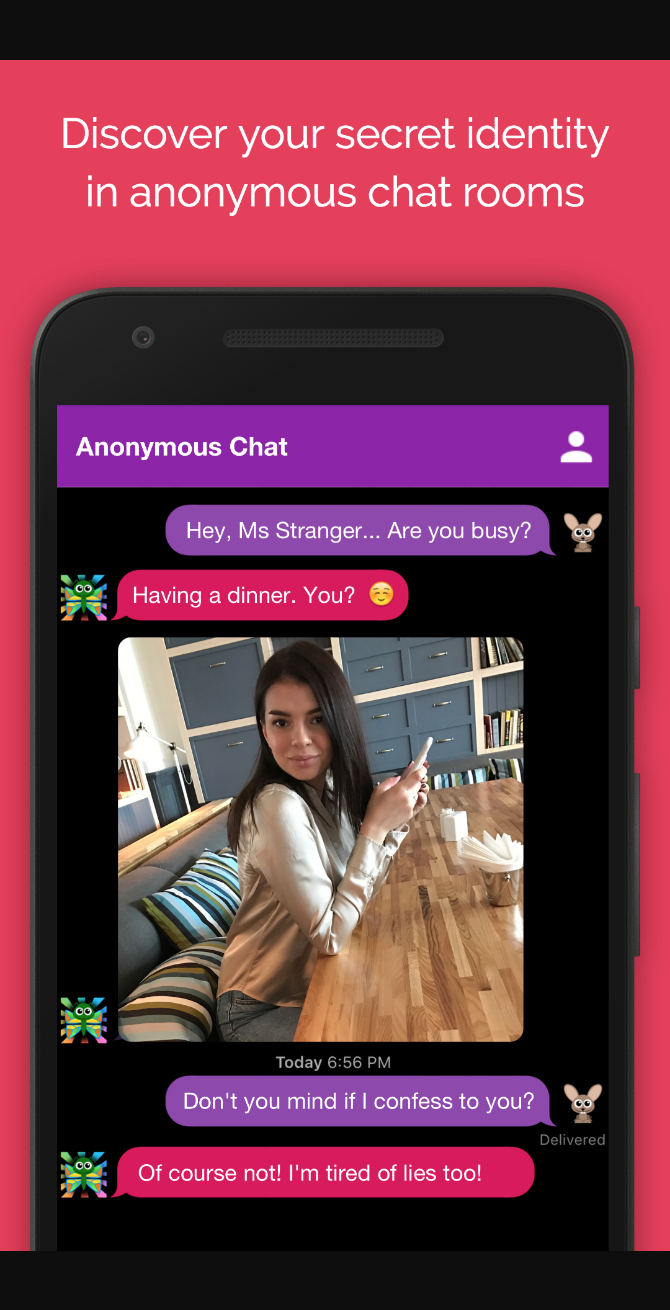 Discover your secret identity
in anonymous chat rooms
Anonymous Chat
Hey, Ms Stranger... Are you busy?
Having a dinner. You? ☺️
Today 6:56 PM
Don't you mind if I confess to you?
Delivered
Of course not! I'm tired of lies too!